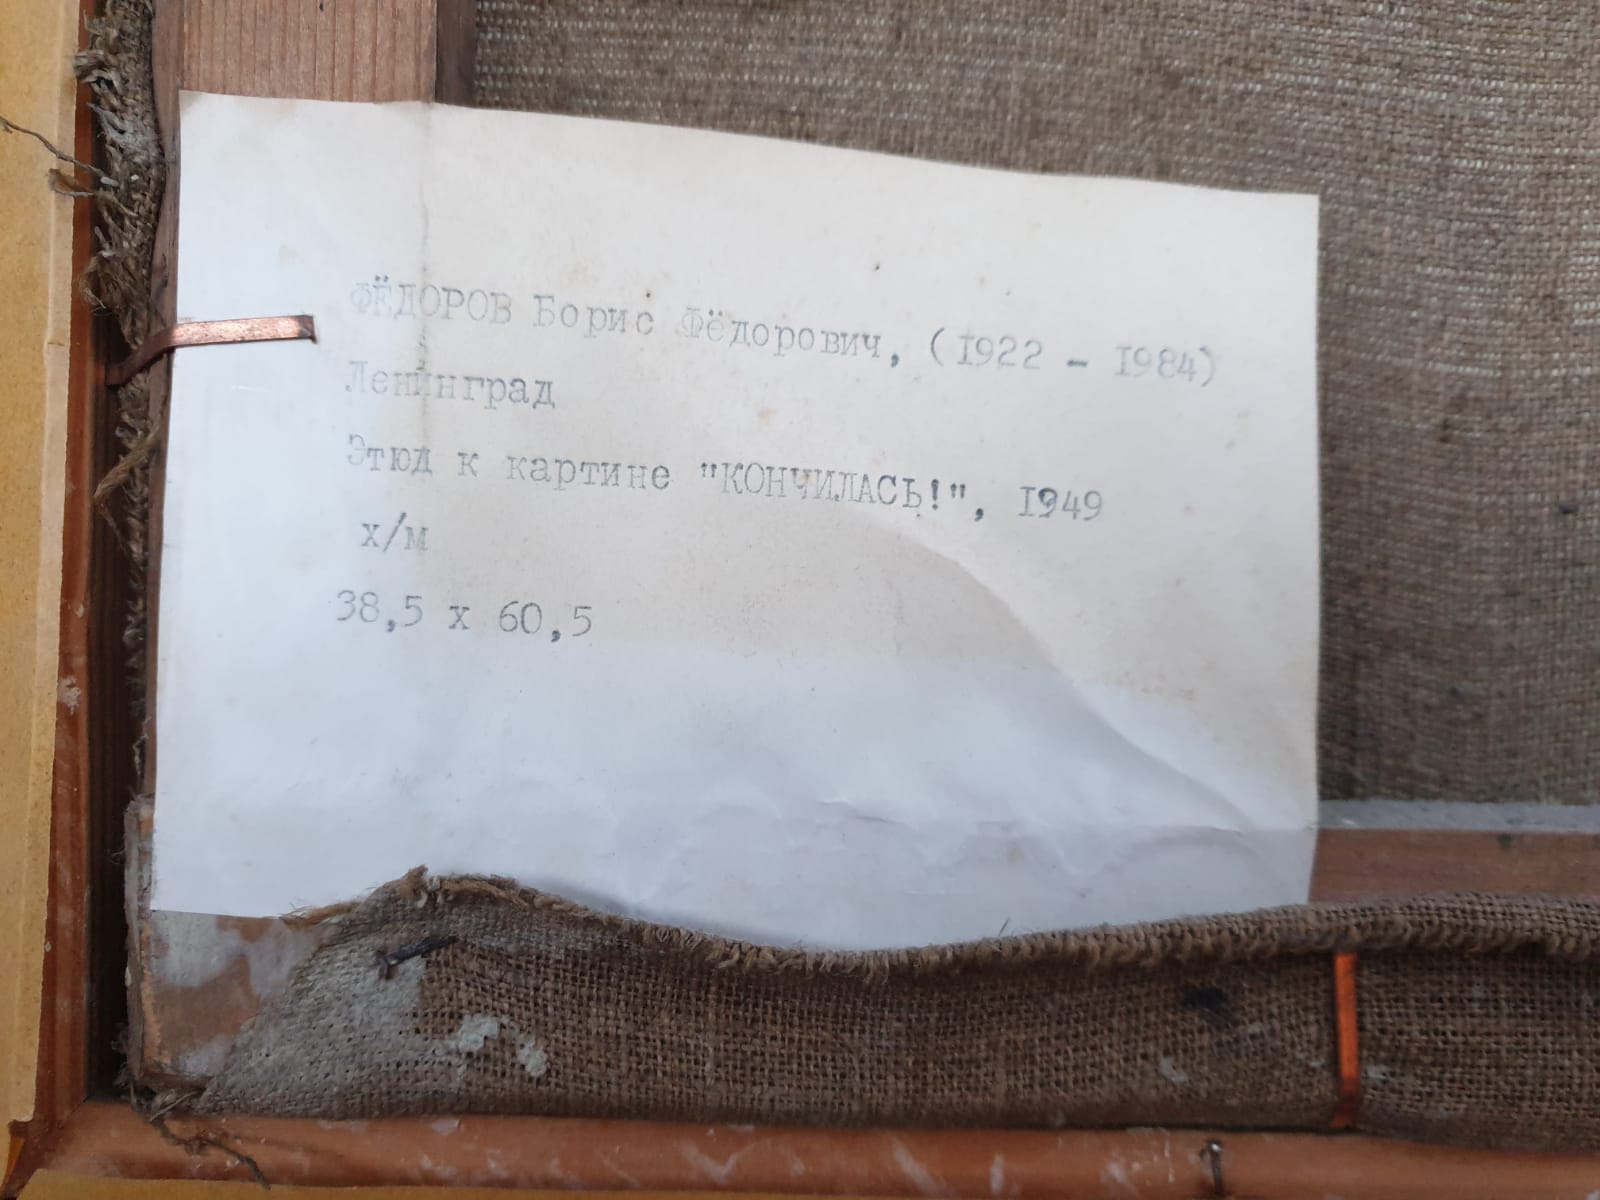 ФЁДОРОВ Борис Фёдорович, (1922 - 1984)
Ленинград
Этюд к картине "КОНЧИЛАСЬ!", 1949
х/м
38,5 х 60,5